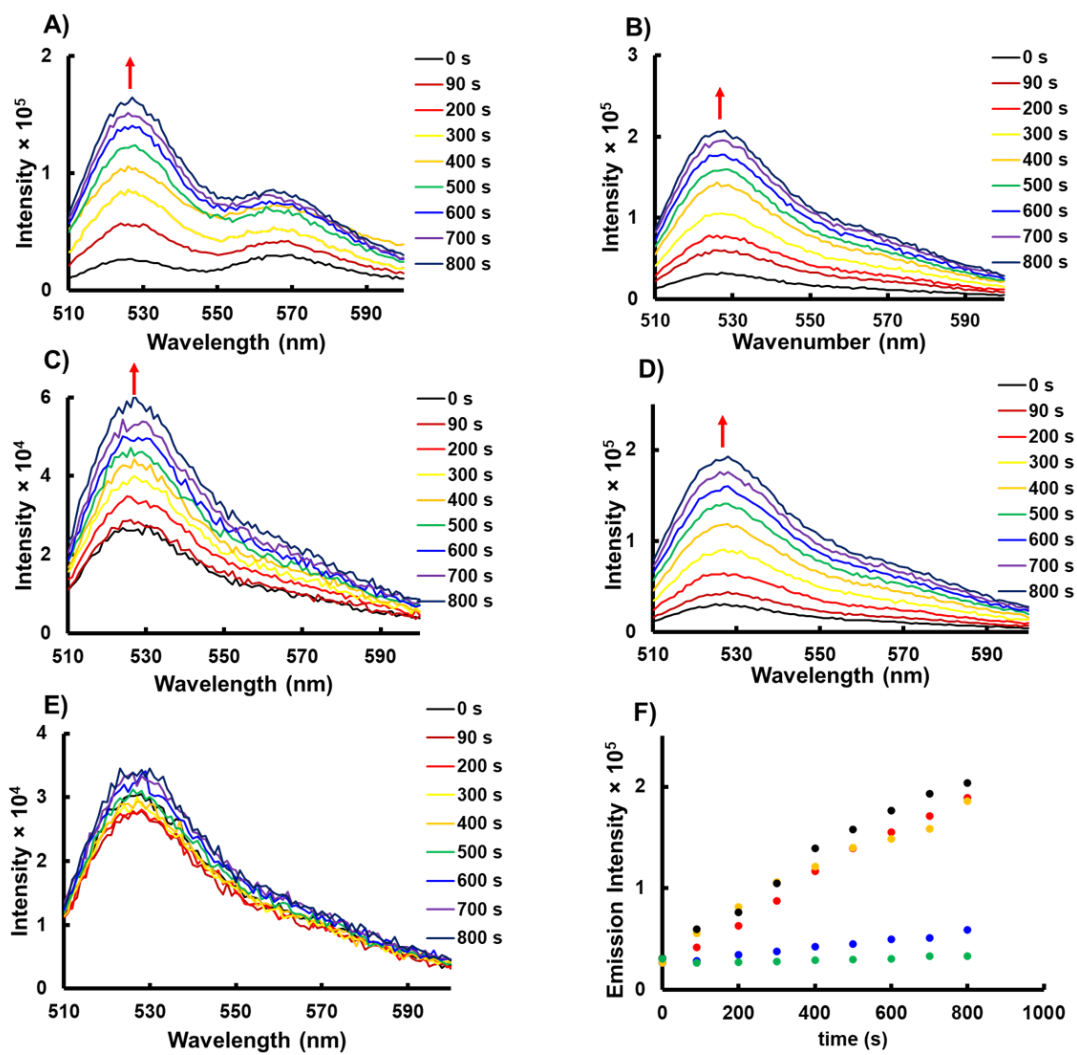 A)
Intensity × 10⁵
2
1
0
510 530 550 570 590
Wavelength (nm)
0 s
90 s
200 s
300 s
400 s
500 s
600 s
700 s
800 s
B)
Intensity × 10⁵
3
2
1
0
510 530 550 570 590
Wavenumber (nm)
0 s
90 s
200 s
300 s
400 s
500 s
600 s
700 s
800 s
C)
Intensity × 10⁴
6
4
2
0
510 530 550 570 590
Wavelength (nm)
0 s
90 s
200 s
300 s
400 s
500 s
600 s
700 s
800 s
D)
Intensity × 10⁵
2
1
0
510 530 550 570 590
Wavelength (nm)
0 s
90 s
200 s
300 s
400 s
500 s
600 s
700 s
800 s
E)
Intensity × 10⁴
4
3
2
1
0
510 530 550 570 590
Wavelength (nm)
0 s
90 s
200 s
300 s
400 s
500 s
600 s
700 s
800 s
F)
Emission Intensity × 10⁵
2
1
0
0 200 400 600 800 1000
time (s)